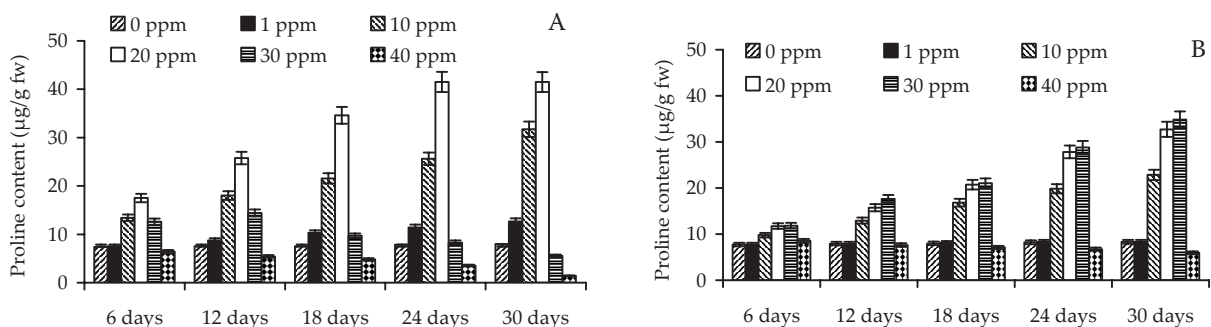 A
0 ppm 1 ppm 10 ppm
20 ppm 30 ppm 40 ppm
Proline content (µg/g fw)
50
40
30
20
10
0
6 days 12 days 18 days 24 days 30 days
B
0 ppm 1 ppm 10 ppm
20 ppm 30 ppm 40 ppm
Proline content (µg/g fw)
50
40
30
20
10
0
6 days 12 days 18 days 24 days 30 days